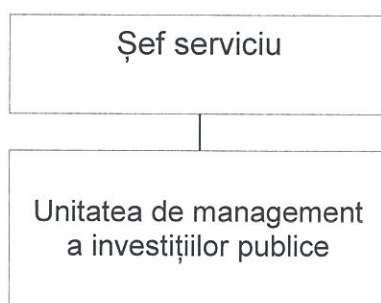 Șef serviciu
Unitatea de management
a investițiilor publice